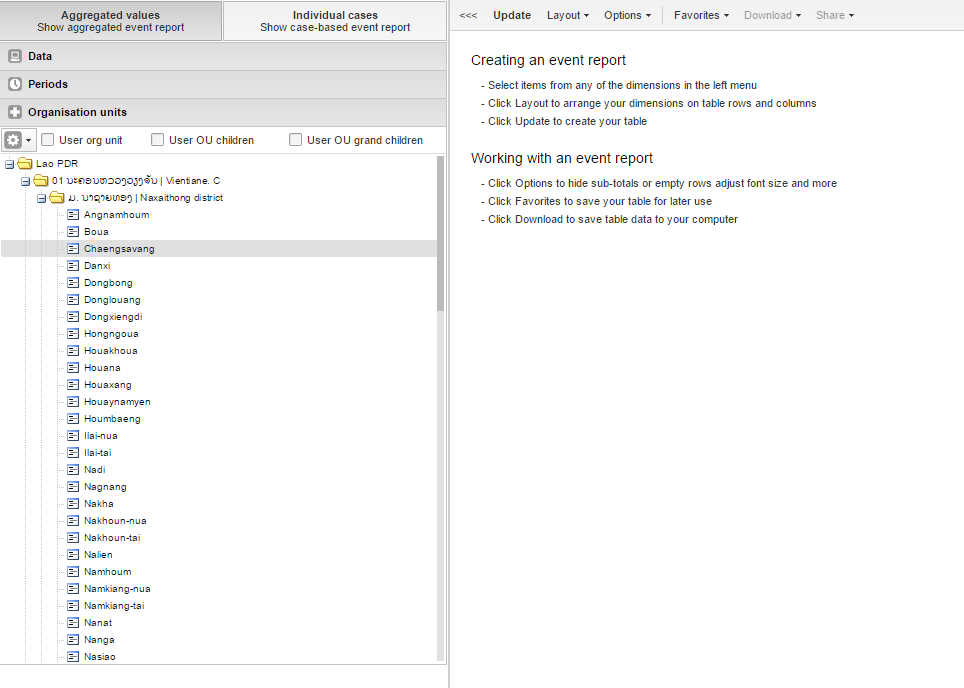 Aggregated values
Show aggregated event report
Individual cases
Show case-based event report
<<< Update Layout Options Favorites Download Share
Data
Periods
Organisation units
User org unit User OU children User OU grand children
Lao PDR
01 ນະຄອນຫວວງວຽງຈັນ | Vientiane. C
ມ. ນາຊາຍທອງ | Naxaithong district
Angnamhoum
Boua
Chaengsavang
Danxi
Dongbong
Donglouang
Dongxiengdi
Hongngoua
Houakhoua
Houana
Houaxang
Houaynamyen
Houmbaeng
Ilai-nua
Ilai-tai
Nadi
Nagnang
Nakha
Nakhoun-nua
Nakhoun-tai
Nalien
Namhoum
Namkiang-nua
Namkiang-tai
Nanat
Nanga
Nasiao
Creating an event report
- Select items from any of the dimensions in the left menu
- Click Layout to arrange your dimensions on table rows and columns
- Click Update to create your table
Working with an event report
- Click Options to hide sub-totals or empty rows adjust font size and more
- Click Favorites to save your table for later use
- Click Download to save table data to your computer